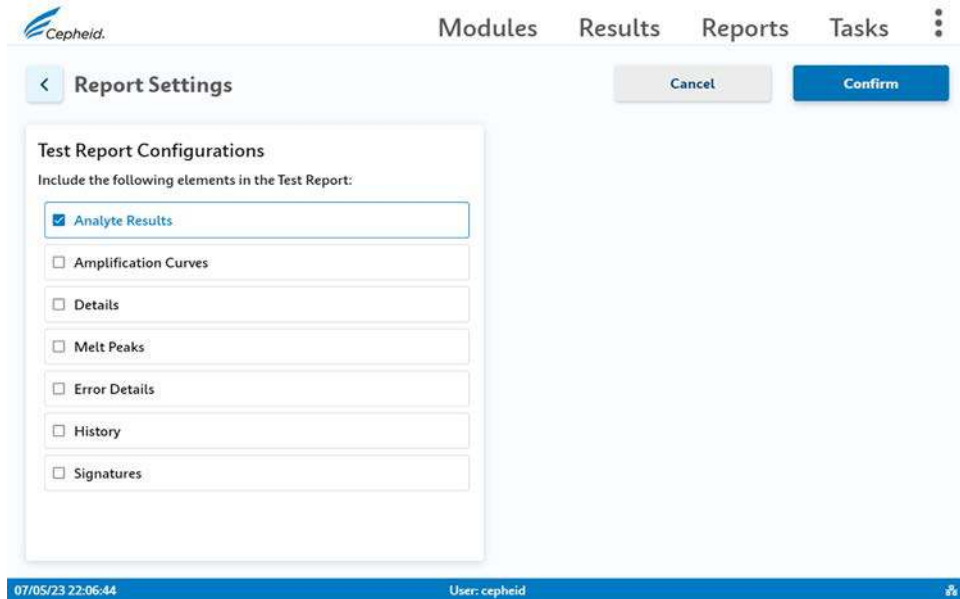 Cepheid.
Modules Results Reports Tasks
Report Settings
Cancel
Confirm
Test Report Configurations
Include the following elements in the Test Report:
Analyte Results
Amplification Curves
Details
Melt Peaks
Error Details
History
Signatures
07/05/23 22:06:44
User: cepheid